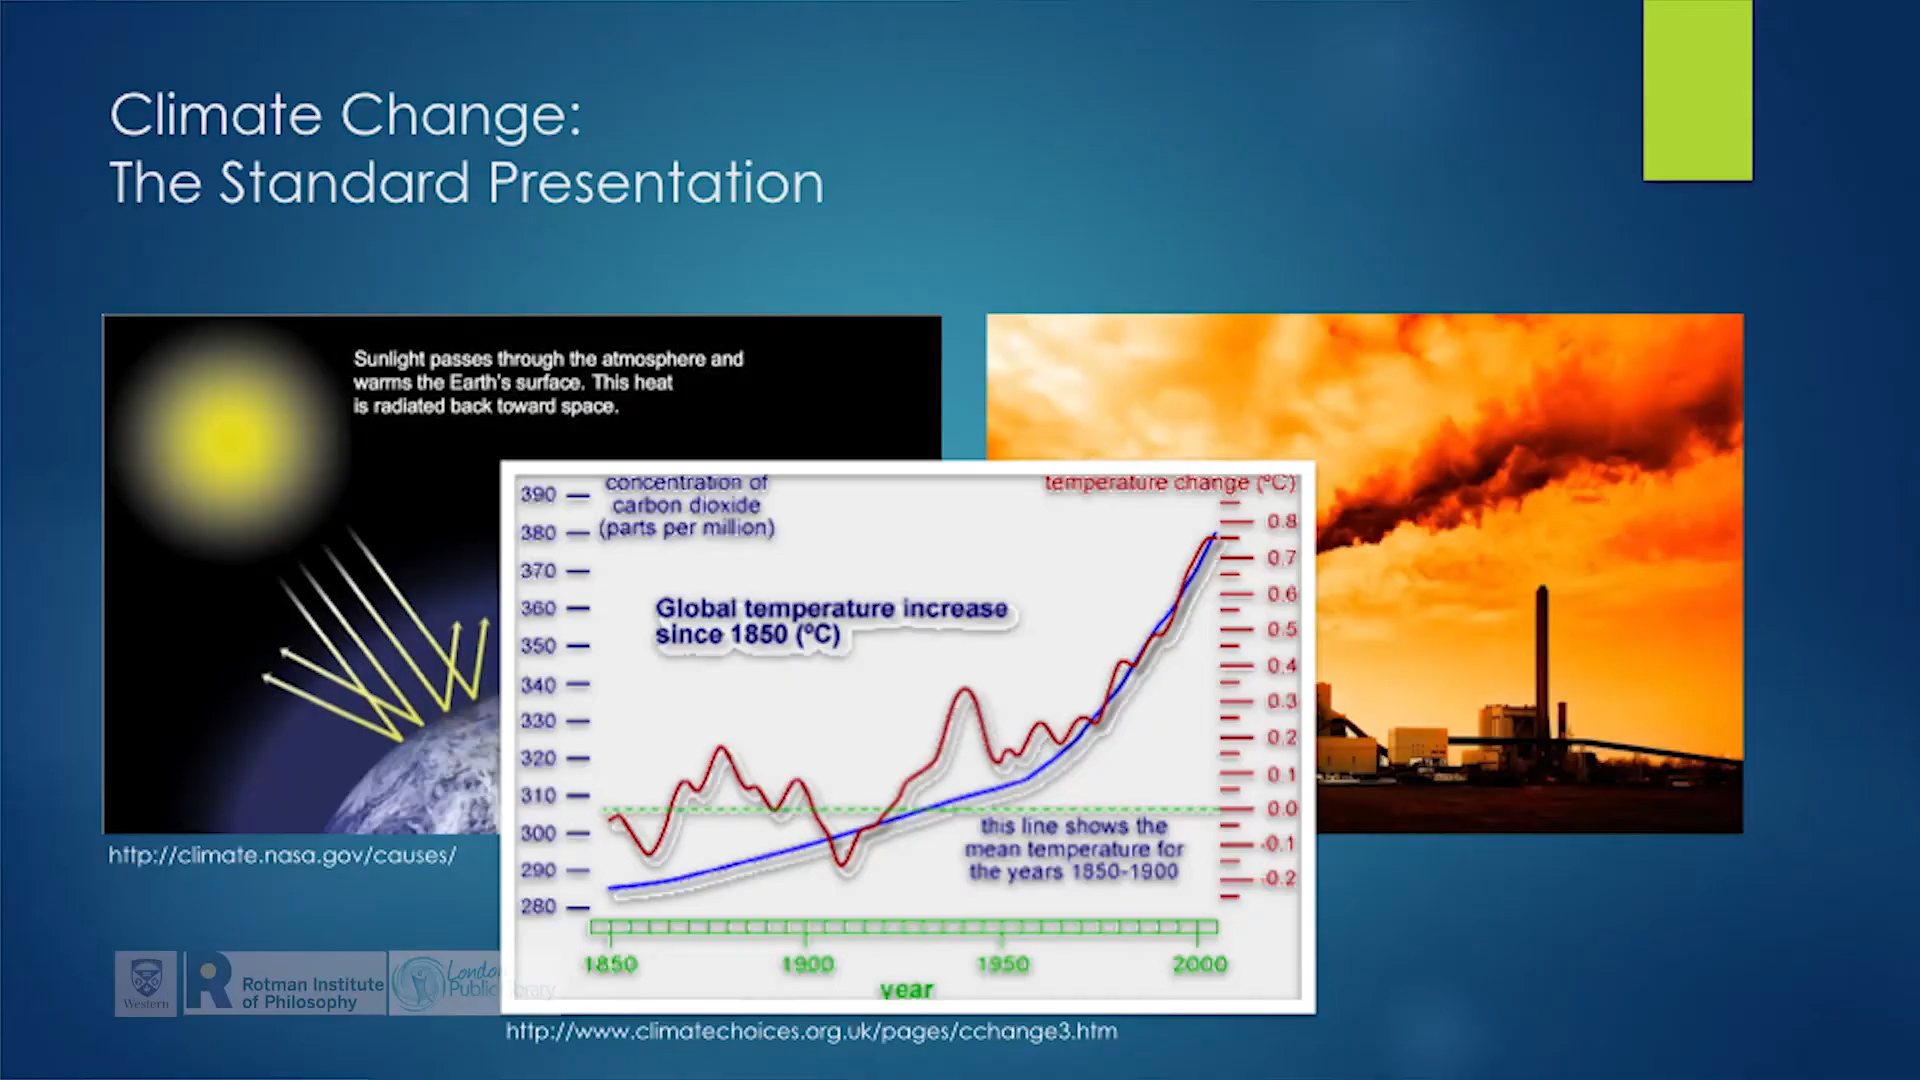 Climate Change:
The Standard Presentation
Sunlight passes through the atmosphere and
warms the Earth's surface. This heat
is radiated back toward space.
http://climate.nasa.gov/causes/
concentration of
carbon dioxide
(parts per million)
temperature change (ºC)
Global temperature increase
since 1850 (ºC)
390
380
370
360
350
340
330
320
310
300
290
280
0.8
0.7
0.6
0.5
0.4
0.3
0.2
0.1
0.0
-0.1
-0.2
this line shows the
mean temperature for
the years 1850-1900
1850 1900 1950 2000
year
http://www.climatechoices.org.uk/pages/cchange3.htm
Western
Rotman Institute
of Philosophy
London
Public Library